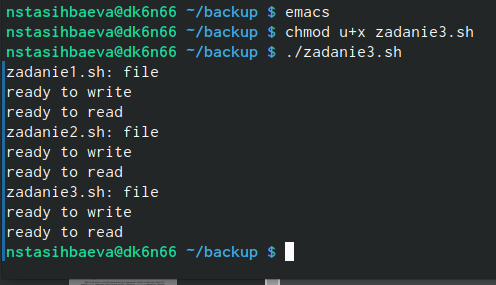 nstasihbaeva@dk6n66 ~/backup $ emacs
nstasihbaeva@dk6n66 ~/backup $ chmod u+x zadanie3.sh
nstasihbaeva@dk6n66 ~/backup $ ./zadanie3.sh
zadanie1.sh: file
ready to write
ready to read
zadanie2.sh: file
ready to write
ready to read
zadanie3.sh: file
ready to write
ready to read
nstasihbaeva@dk6n66 ~/backup $